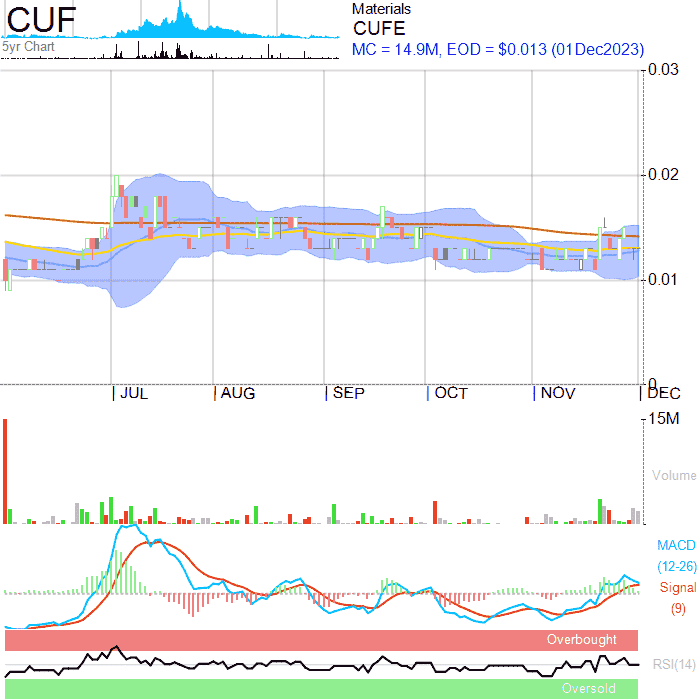 CUF
Materials
CUFE
MC = 14.9M, EOD = $0.013 (01Dec2023)
5yr Chart
0.03
0.02
0.01
0
JUL AUG SEP OCT NOV DEC
15M
Volume
MACD
(12-26)
Signal
(9)
Overbought
RSI(14)
Oversold